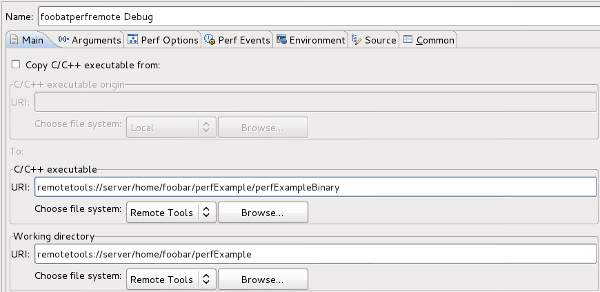 Name: foobatperfremote Debug
Main (x)= Arguments Perf Options Perf Events Environment Source Common
Copy C/C++ executable from:
C/C++ executable origin
URI:
Choose file system: Local Browse...
To:
C/C++ executable
URI: remotetools://server/home/foobar/perfExample/perfExampleBinary
Choose file system: Remote Tools Browse...
Working directory
URI: remotetools://server/home/foobar/perfExample
Choose file system: Remote Tools Browse...